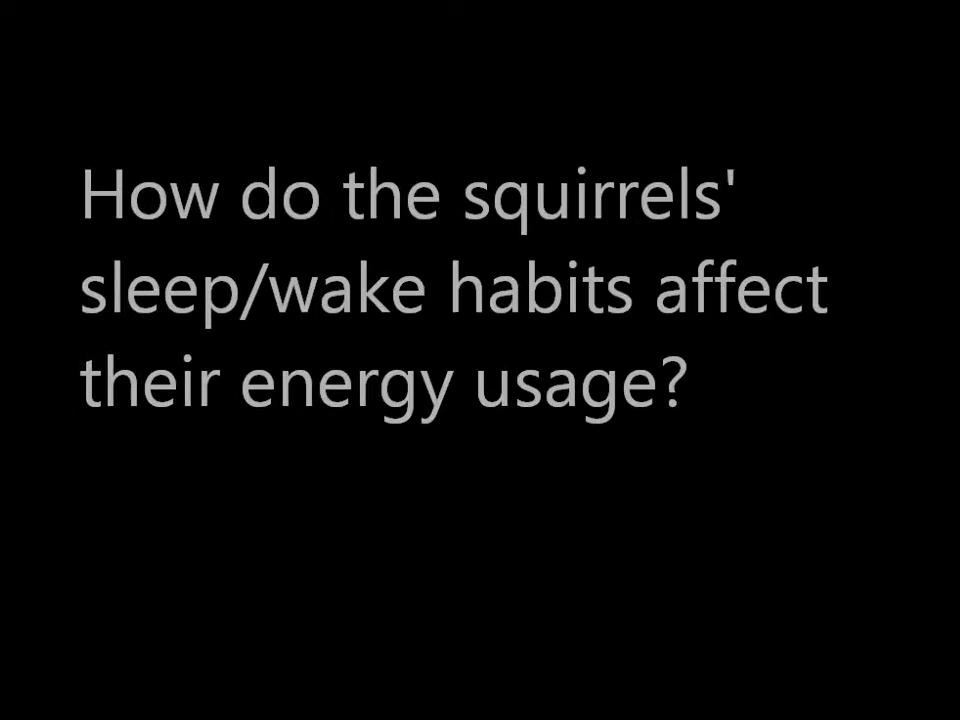 How do the squirrels'
sleep/wake habits affect
their energy usage?